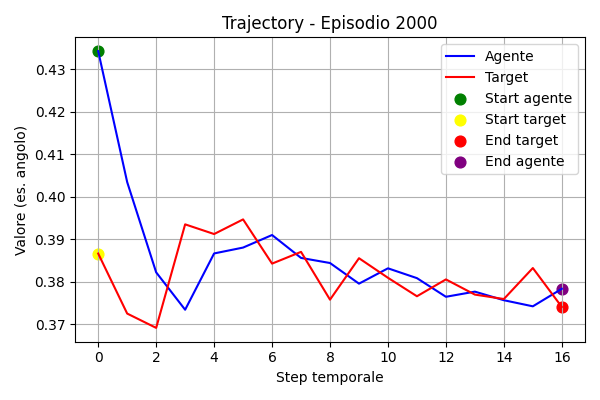 Trajectory - Episodio 2000
Agente
Target
Start agente
Start target
End target
End agente
Valore (es. angolo)
0.43
0.42
0.41
0.40
0.39
0.38
0.37
0 2 4 6 8 10 12 14 16
Step temporale